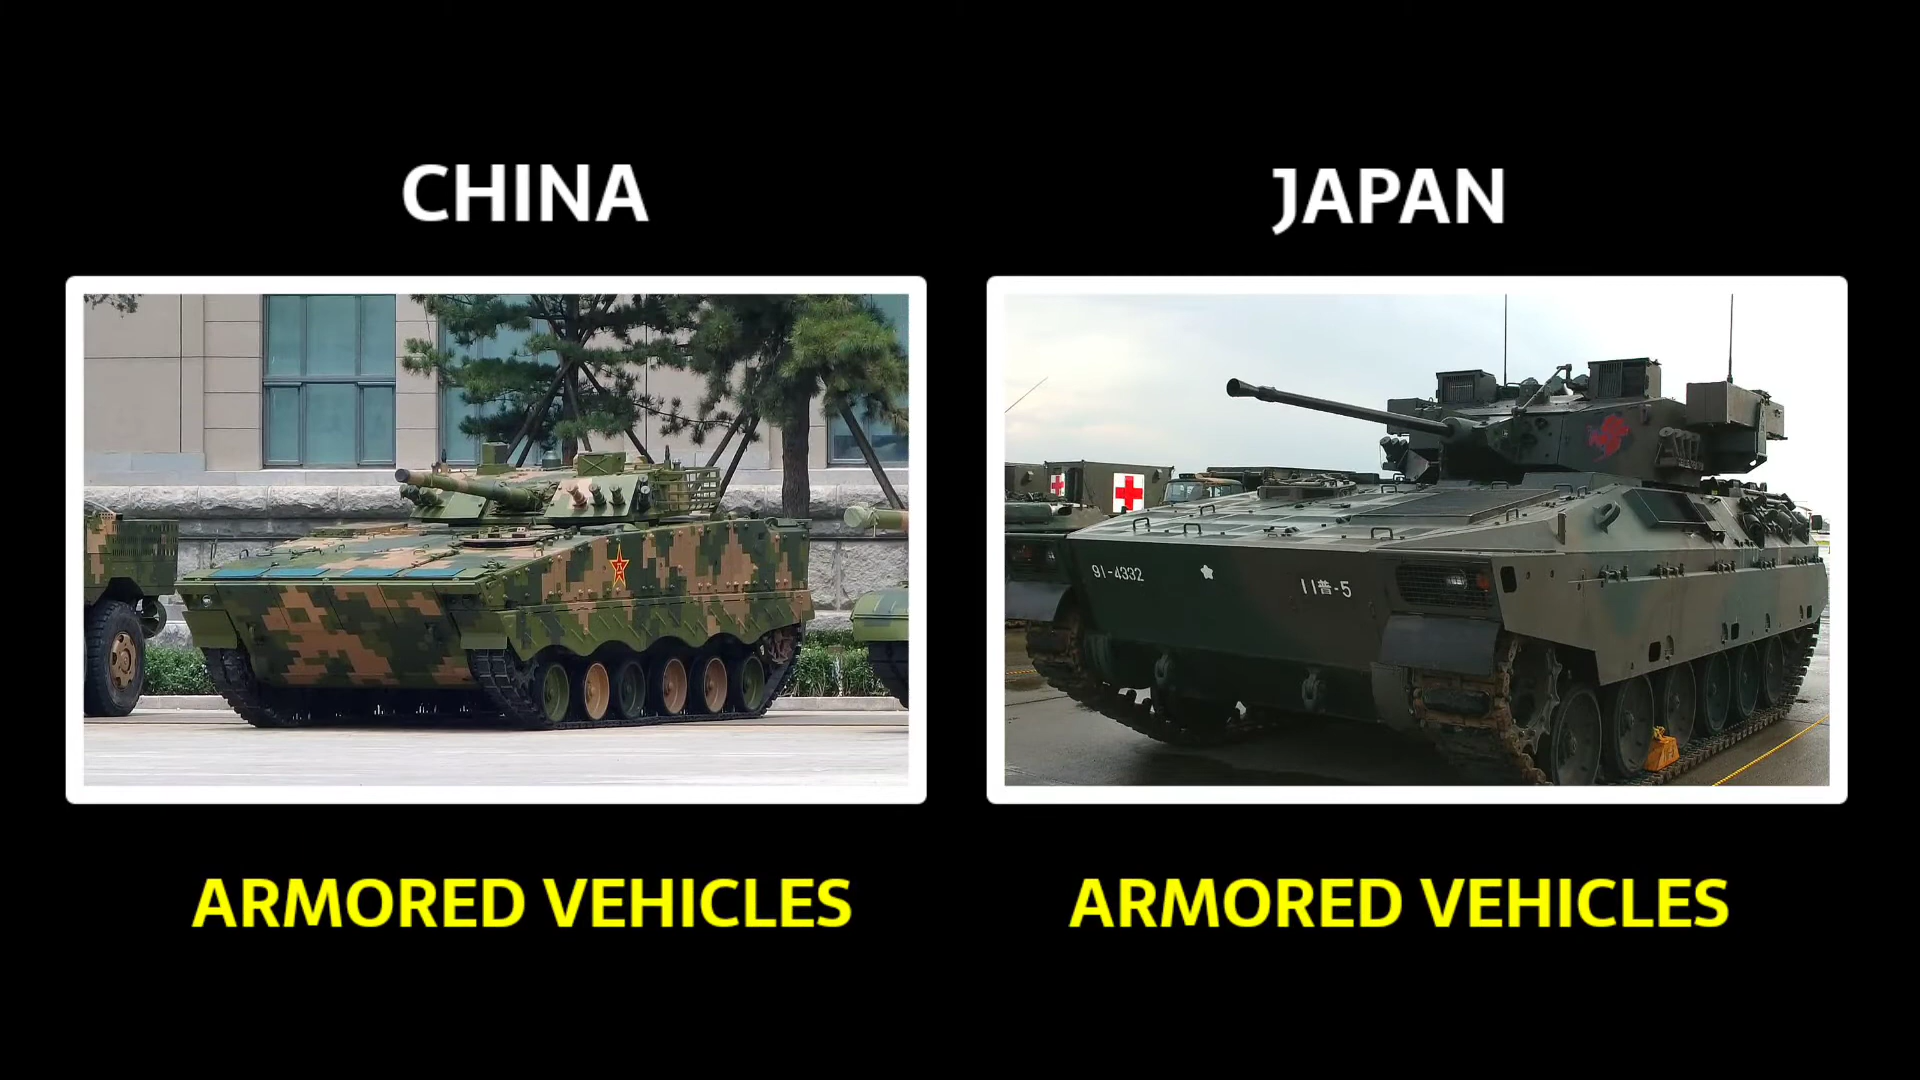 CHINA
JAPAN
91-4332
11普-5
ARMORED VEHICLES
ARMORED VEHICLES